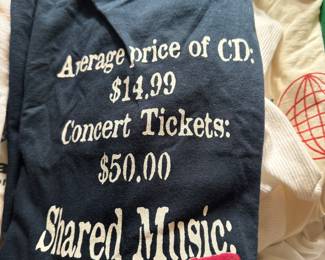 Average price of CD:
$14.99
Concert Tickets:
$50.00
Shared Music: